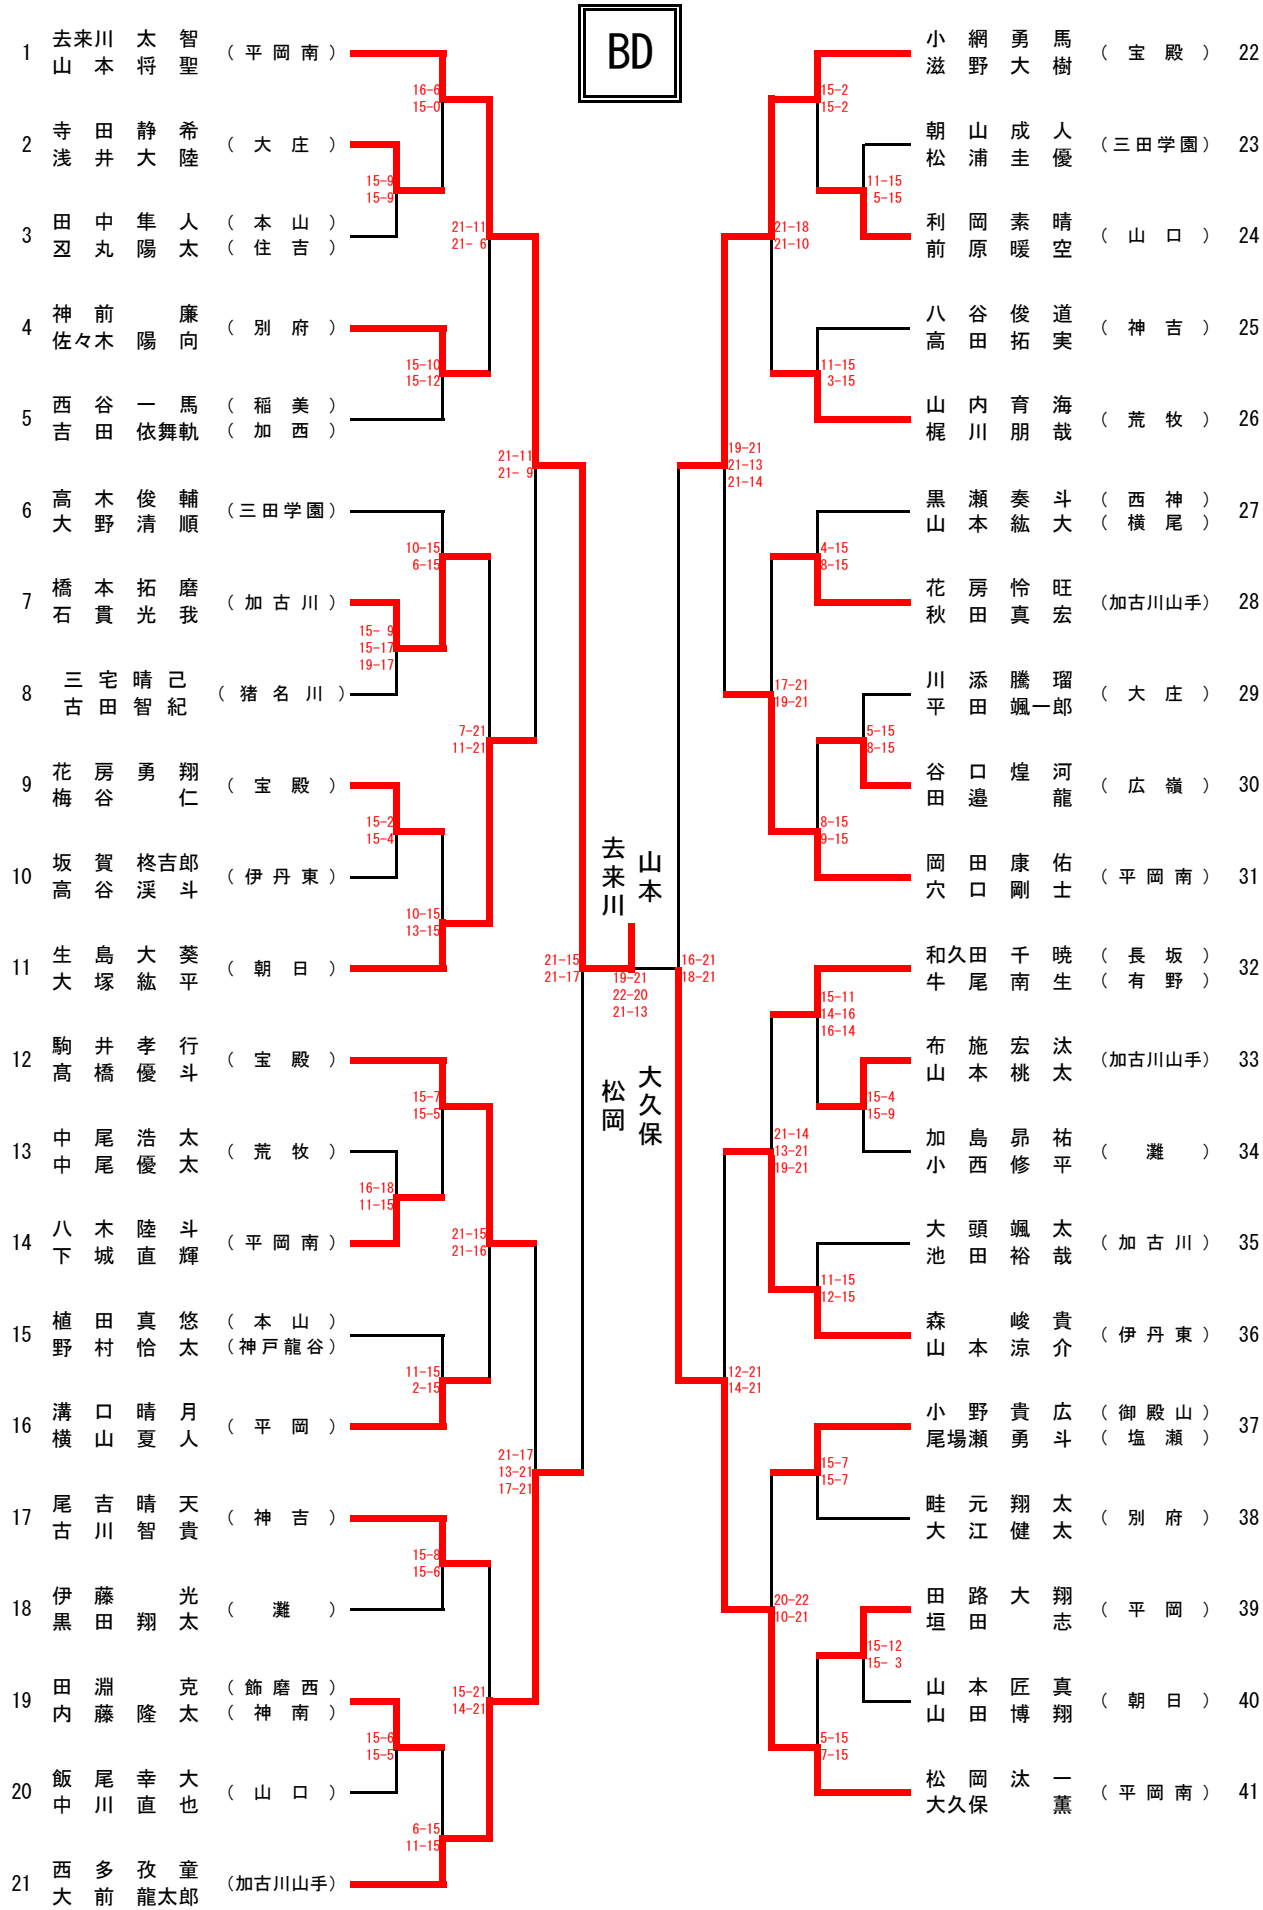 BD
1 去来川 太 智 （ 平 岡 南 ）
山 本 将 聖
16-6
15-0
2 寺 田 静 希 （ 大 庄 ）
浅 井 大 陸
15-9
15-9
3 田 中 隼 人 （ 本 山 ）
丸 陽 太 （ 住 吉 ）
21-11
21- 6
4 神 前 廉 （ 別 府 ）
佐々木 陽 向
15-10
15-12
5 西 谷 一 馬 （ 稲 美 ）
吉 田 依舞軌 （ 加 西 ）
21-11
21- 9
6 高 木 俊 輔 （三田学園）
大 野 清 順
10-15
6-15
7 橋 本 拓 磨 （ 加 古 川 ）
石 貫 光 我
15- 9
15-17
19-17
8 三 宅 晴 己 （ 猪 名 川 ）
古 田 智 紀
7-21
11-21
9 花 房 勇 翔 （ 宝 殿 ）
梅 谷 仁
15-2
15-4
10 坂 賀 柊吉郎 （ 伊 丹 東 ）
高 谷 渓 斗
10-15
13-15
11 生 島 大 葵 （ 朝 日 ）
大 塚 紘 平
21-15
21-17
12 駒 井 孝 行 （ 宝 殿 ）
髙 橋 優 斗
15-7
15-5
13 中 尾 浩 太 （ 荒 牧 ）
中 尾 優 太
16-18
11-15
14 八 木 陸 斗 （ 平 岡 南 ）
下 城 直 輝
21-15
21-16
15 植 田 真 悠 （ 本 山 ）
野 村 恰 太 （神戸龍谷）
11-15
2-15
16 溝 口 晴 月 （ 平 岡 ）
横 山 夏 人
21-17
13-21
17-21
17 尾 吉 晴 天 （ 神 吉 ）
古 川 智 貴
15-8
15-6
18 伊 藤 光 （ 灘 ）
黒 田 翔 太
19 田 淵 克 （ 飾 磨 西 ）
内 藤 隆 太 （ 神 南 ）
15-21
14-21
15-6
15-5
20 飯 尾 幸 大 （ 山 口 ）
中 川 直 也
6-15
11-15
21 西 多 孜 童 （加古川山手）
大 前 龍太郎
去来川
山本
19-21
22-20
21-13
松岡
大久保
小 網 勇 馬 （ 宝 殿 ） 22
滋 野 大 樹
15-2
15-2
朝 山 成 人 （三田学園） 23
松 浦 圭 優
11-15
5-15
利 岡 素 晴 （ 山 口 ） 24
前 原 暖 空
21-18
21-10
八 谷 俊 道 （ 神 吉 ） 25
高 田 拓 実
11-15
3-15
山 内 育 海 （ 荒 牧 ） 26
梶 川 朋 哉
19-21
21-13
21-14
黒 瀬 奏 斗 （ 西 神 ） 27
山 本 紘 大 （ 横 尾 ）
4-15
8-15
花 房 怜 旺 （加古川山手） 28
秋 田 真 宏
川 添 騰 瑠 （ 大 庄 ） 29
平 田 颯一郎
17-21
19-21
5-15
8-15
谷 口 煌 河 （ 広 嶺 ） 30
田 邉 龍
8-15
9-15
岡 田 康 佑 （ 平 岡 南 ） 31
穴 口 剛 士
16-21
18-21
和久田 千 暁 （ 長 坂 ） 32
牛 尾 南 生 （ 有 野 ）
15-11
14-16
16-14
布 施 宏 汰 （加古川山手） 33
山 本 桃 太
15-4
15-9
加 島 昴 祐 （ 灘 ） 34
小 西 修 平
21-14
13-21
19-21
大 頭 颯 太 （ 加 古 川 ） 35
池 田 裕 哉
11-15
12-15
森 峻 貴 （ 伊 丹 東 ） 36
山 本 涼 介
12-21
14-21
小 野 貴 広 （ 御 殿 山 ） 37
尾場瀬 勇 斗 （ 塩 瀬 ）
15-7
15-7
畦 元 翔 太 （ 別 府 ） 38
大 江 健 太
20-22
10-21
田 路 大 翔 （ 平 岡 ） 39
垣 田 志
15-12
15- 3
山 本 匠 真 （ 朝 日 ） 40
山 田 博 翔
5-15
7-15
松 岡 汰 一 （ 平 岡 南 ） 41
大久保 薫